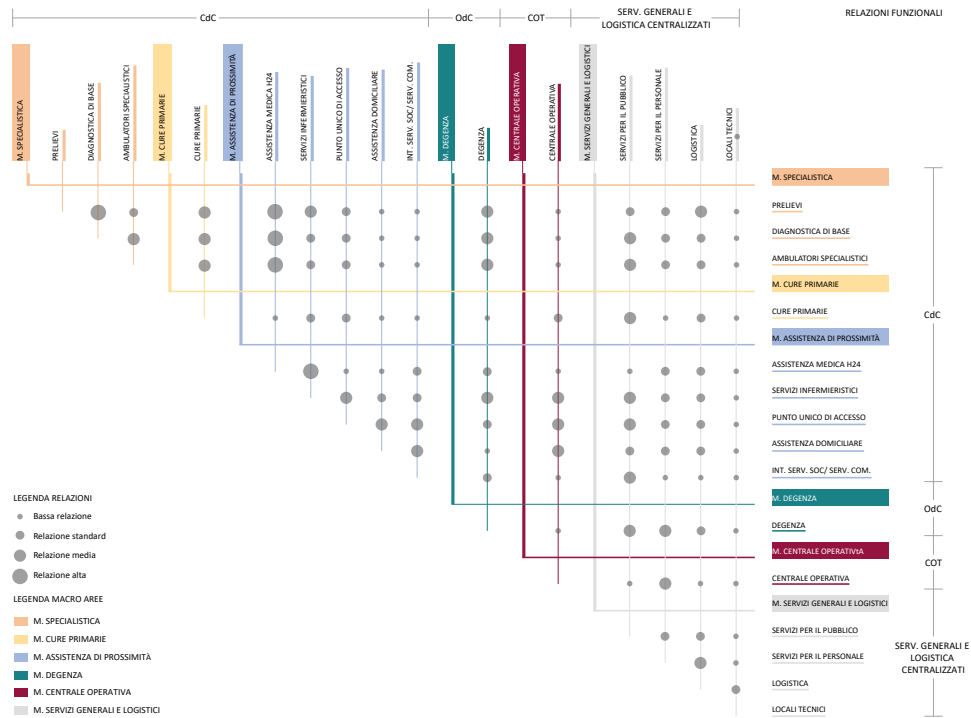 CdC
OdC
COT
SERV. GENERALI E
LOGISTICA CENTRALIZZATI
RELAZIONI FUNZIONALI
M. SPECIALISTICA
PRELIEVI
DIAGNOSTICA DI BASE
AMBULATORI SPECIALISTICI
M. CURE PRIMARIE
CURE PRIMARIE
M. ASSISTENZA DI PROSSIMITÀ
ASSISTENZA MEDICA H24
SERVIZI INFERMIERISTICI
PUNTO UNICO DI ACCESSO
ASSISTENZA DOMICILIARE
INT. SERV. SOC/ SERV. COM.
M. DEGENZA
DEGENZA
M. CENTRALE OPERATIVA
CENTRALE OPERATIVA
M. SERVIZI GENERALI E LOGISTICI
SERVIZI PER IL PUBBLICO
SERVIZI PER IL PERSONALE
LOGISTICA
LOCALI TECNICI
M. SPECIALISTICA
PRELIEVI
DIAGNOSTICA DI BASE
AMBULATORI SPECIALISTICI
M. CURE PRIMARIE
CURE PRIMARIE
M. ASSISTENZA DI PROSSIMITÀ
ASSISTENZA MEDICA H24
SERVIZI INFERMIERISTICI
PUNTO UNICO DI ACCESSO
ASSISTENZA DOMICILIARE
INT. SERV. SOC/ SERV. COM.
M. DEGENZA
DEGENZA
M. CENTRALE OPERATIVtA
CENTRALE OPERATIVA
M. SERVIZI GENERALI E LOGISTICI
SERVIZI PER IL PUBBLICO
SERVIZI PER IL PERSONALE
LOGISTICA
LOCALI TECNICI
CdC
OdC
COT
SERV. GENERALI E
LOGISTICA
CENTRALIZZATI
LEGENDA RELAZIONI
Bassa relazione
Relazione standard
Relazione media
Relazione alta
LEGENDA MACRO AREE
M. SPECIALISTICA
M. CURE PRIMARIE
M. ASSISTENZA DI PROSSIMITÀ
M. DEGENZA
M. CENTRALE OPERATIVA
M. SERVIZI GENERALI E LOGISTICI